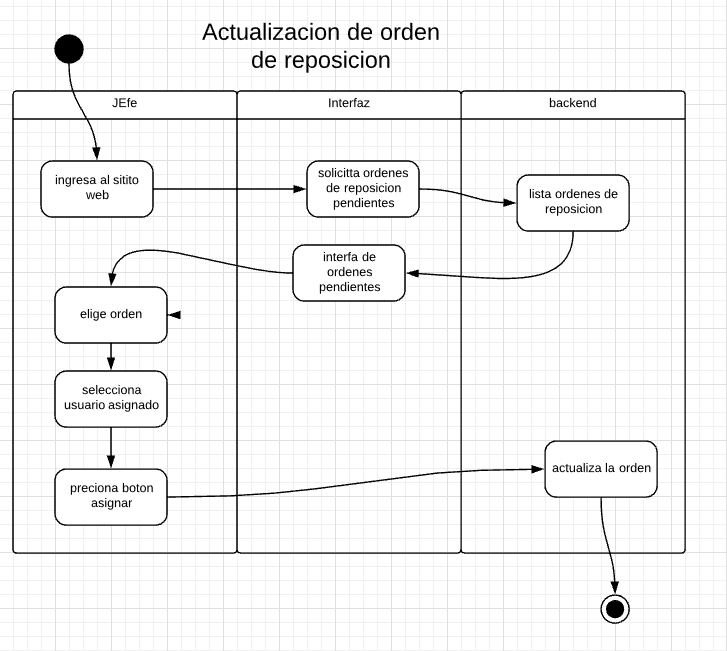 Actualizacion de orden
de reposicion
JEfe
Interfaz
backend
ingresa al sitito
web
solicitta ordenes
de reposicion
pendientes
lista ordenes de
reposicion
interfa de
ordenes
pendientes
elige orden
selecciona
usuario asignado
preciona boton
asignar
actualiza la orden